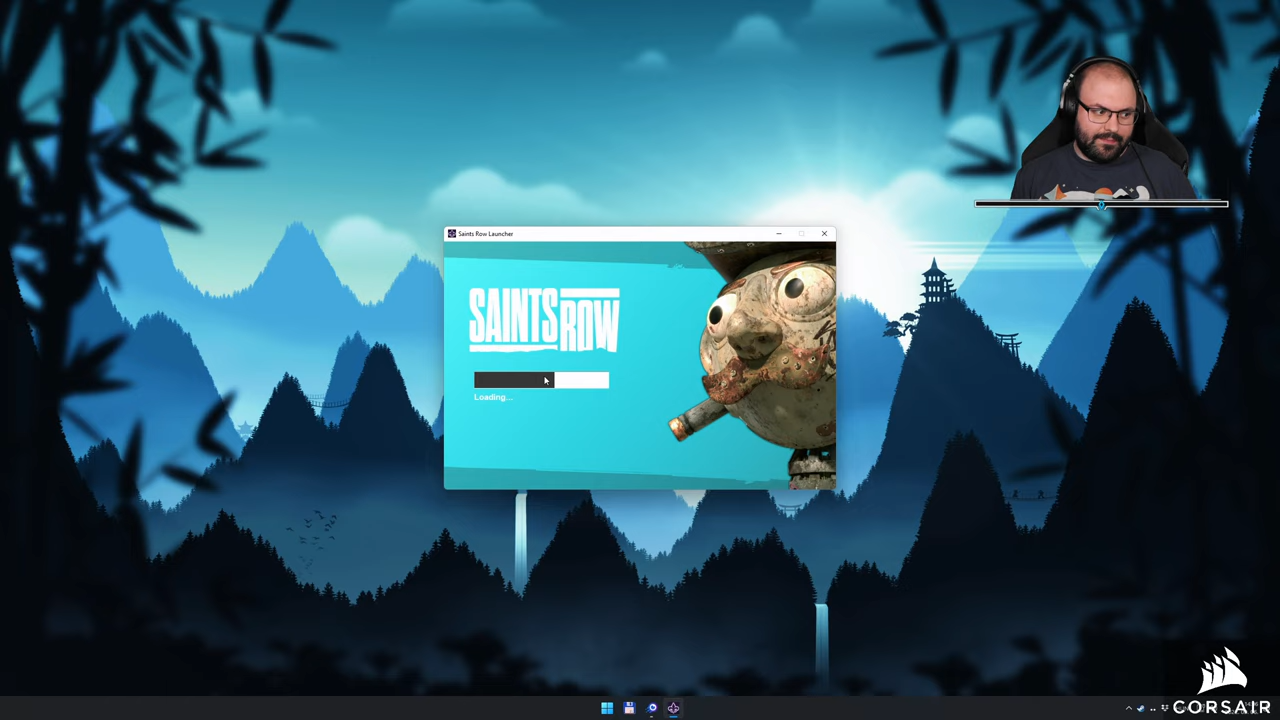 Saints Row Launcher
SAINTS
ROW
Loading...
CORSAIR